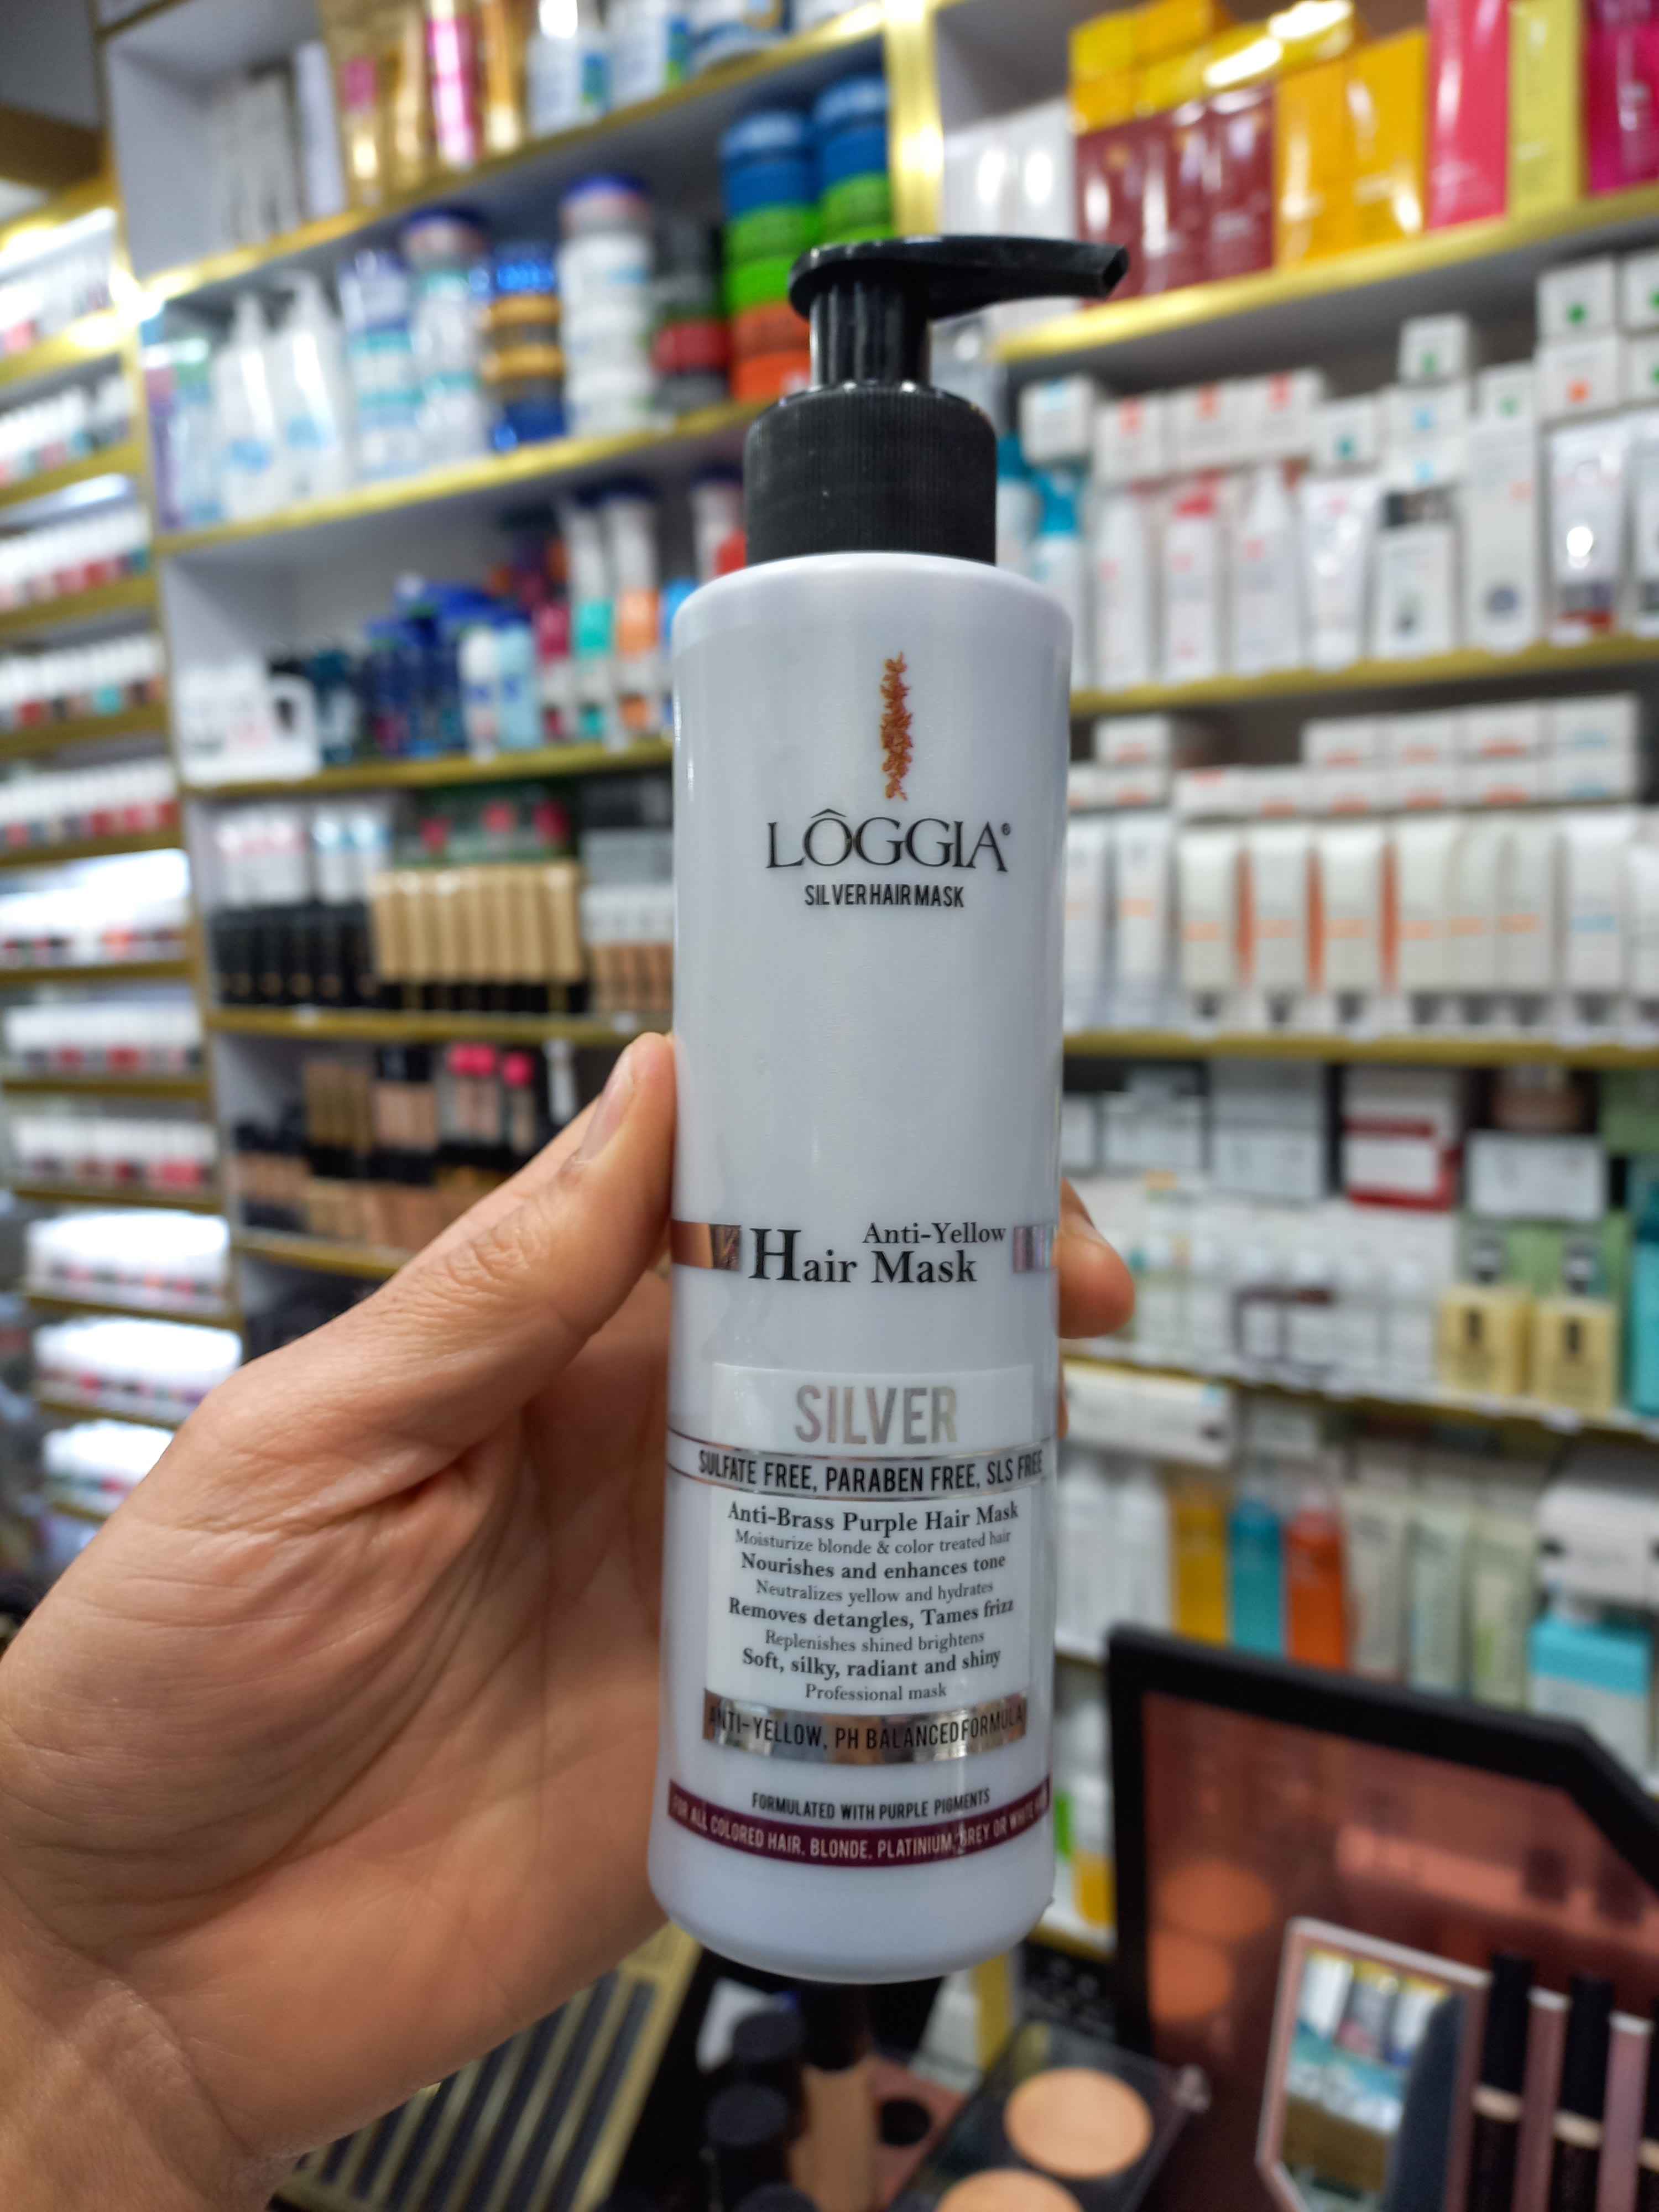 LÔGGIA®
SILVER HAIR MASK
Anti-Yellow
Hair Mask
SILVER
SULFATE FREE, PARABEN FREE, SLS FREE
Anti-Brass Purple Hair Mask
Moisturize blonde & color treated hair
Nourishes and enhances tone
Neutralizes yellow and hydrates
Removes detangles, Tames frizz
Replenishes shined brightens
Soft, silky, radiant and shiny
Professional mask
ANTI-YELLOW, PH BALANCED FORMULA
FORMULATED WITH PURPLE PIGMENTS
FOR ALL COLORED HAIR, BLONDE, PLATINIUM, GREY OR WHITE